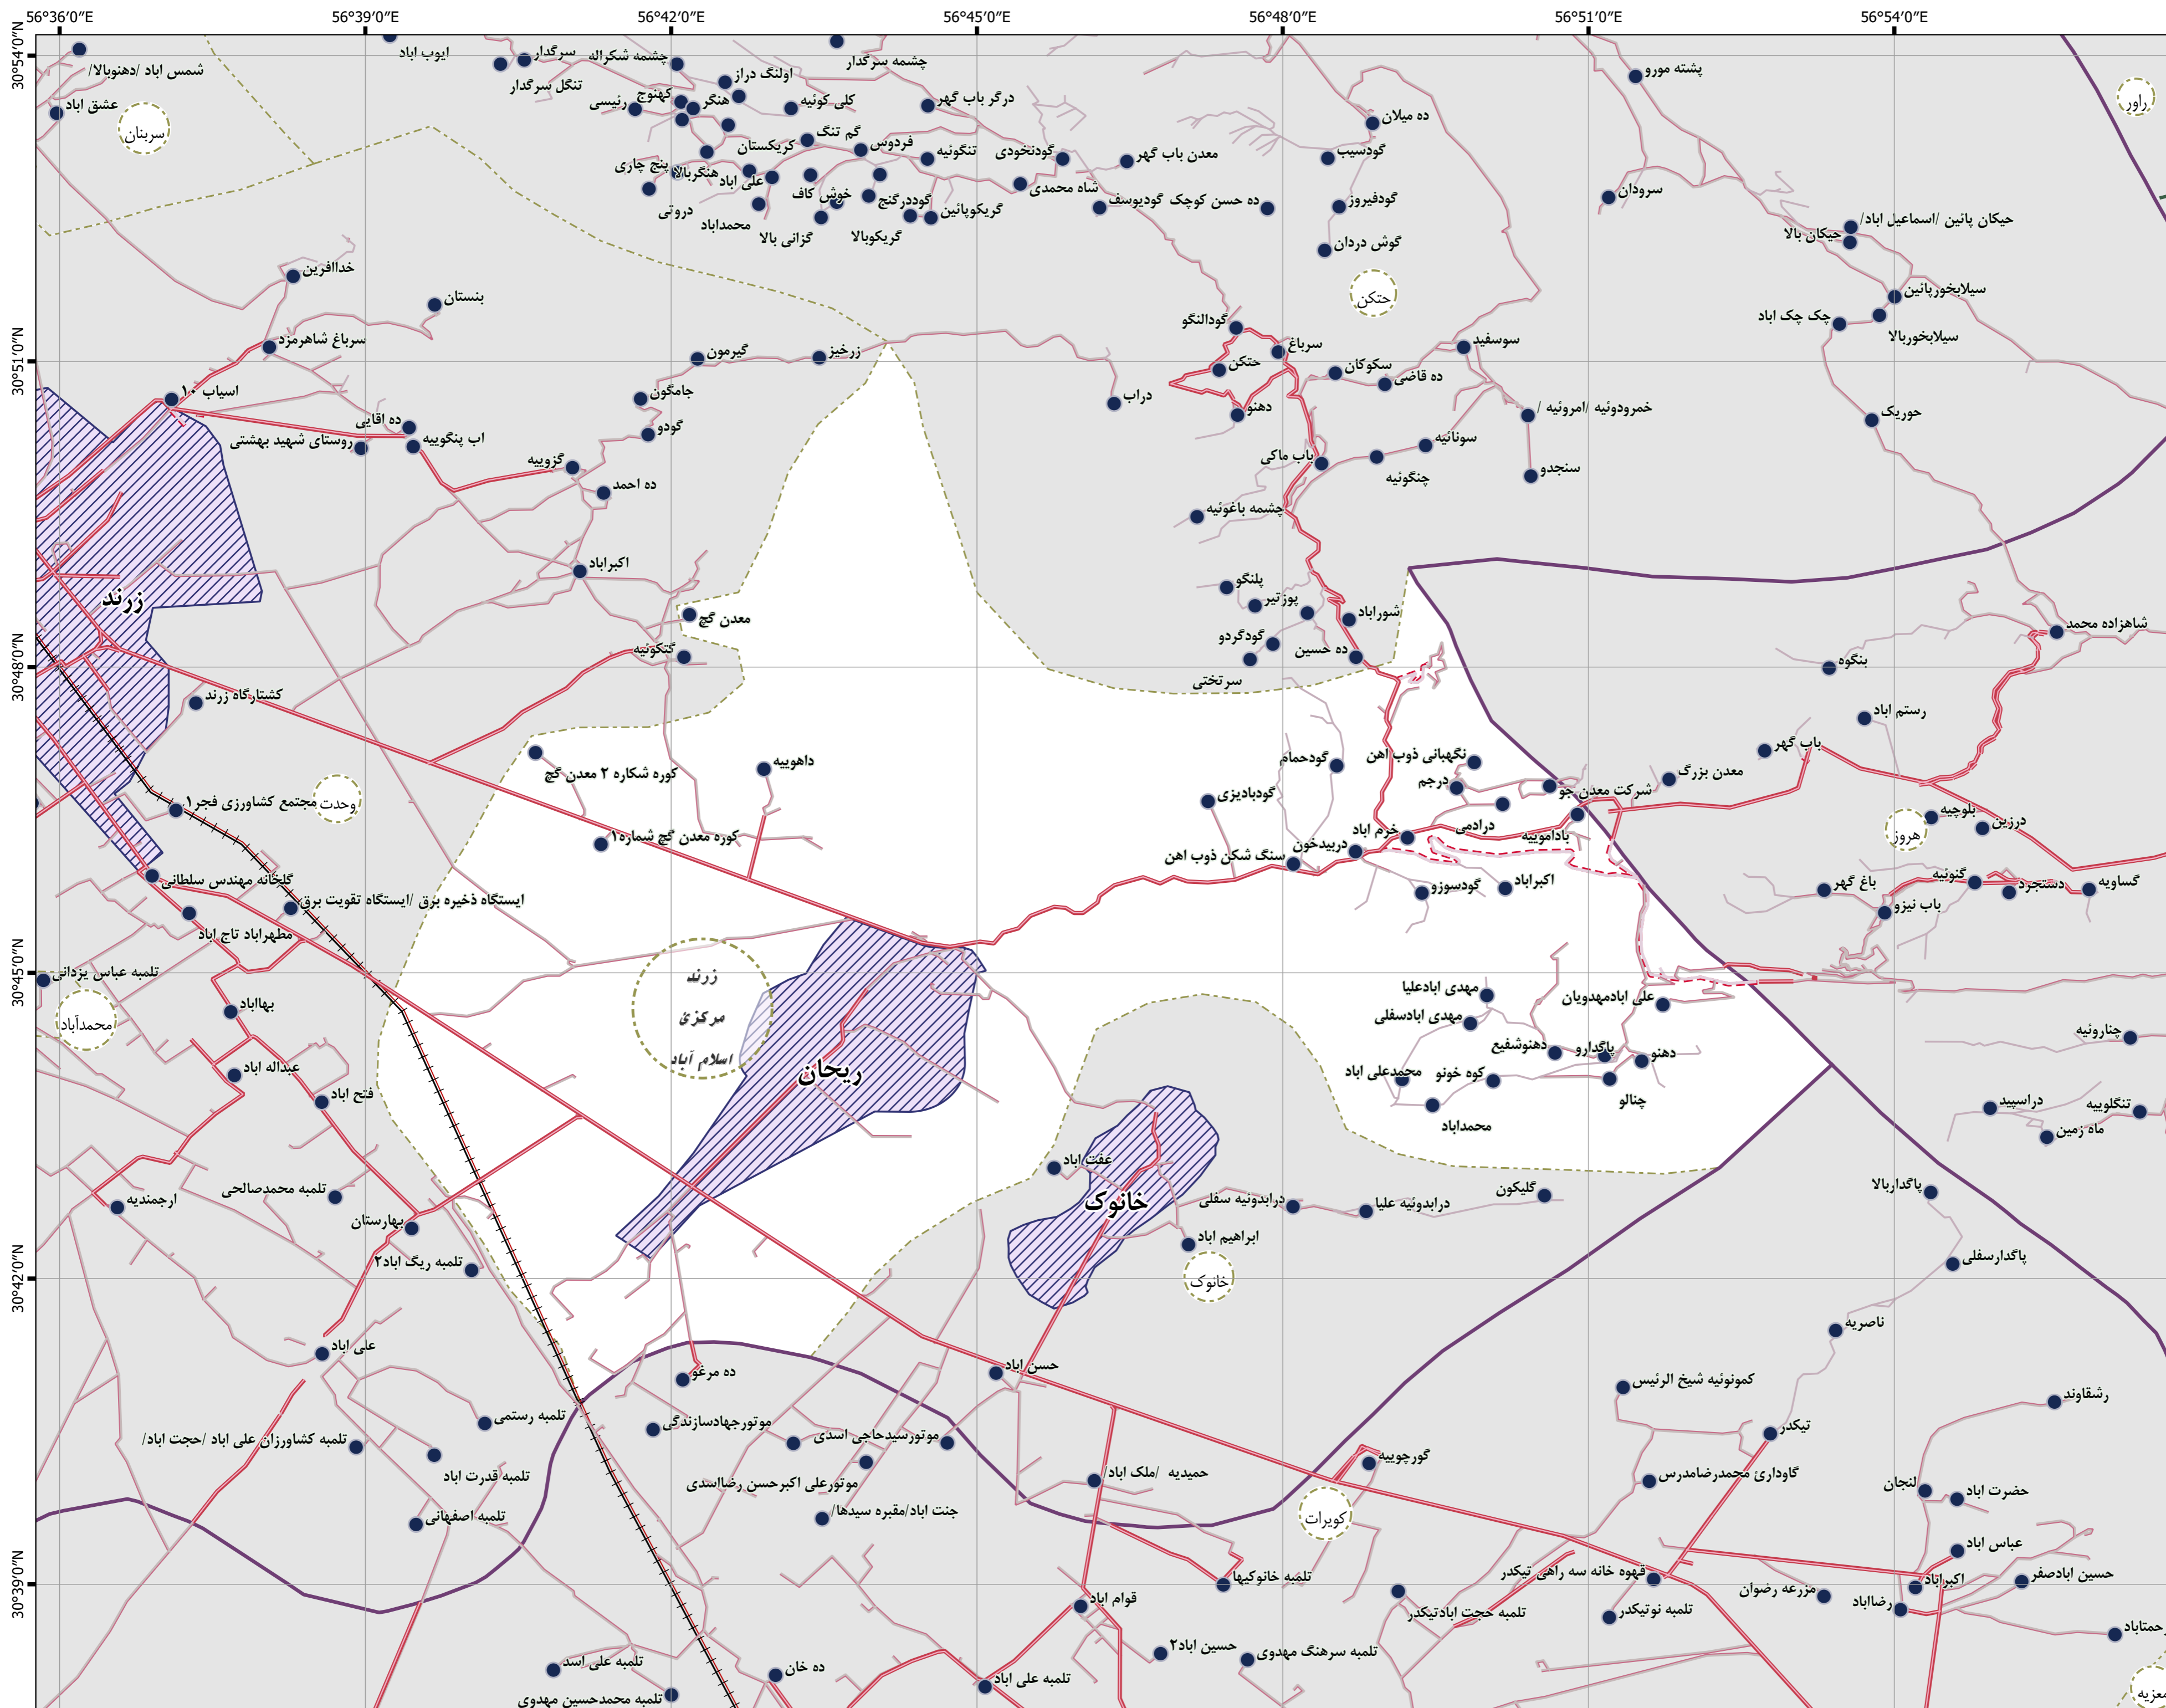 56°36'0"E
56°39'0"E
56°42'0"E
56°45'0"E
56°48'0"E
56°51'0"E
56°54'0"E
30°54'0"N
30°51'0"N
30°48'0"N
30°45'0"N
30°42'0"N
30°39'0"N
ایوب اباد
سرگدار
چشمه شکراله
چشمه سرگدار
شمس اباد /دهنوبالا/
تنگل سرگدار
اولنگ دراز
پشته مورو
راور
عشق اباد
سربنان
رئیسی
کهنوج
هنگر
کلی کوئیه
درگر باب گهر
ده میلان
گم تنگ
کریکستان
فردوس
تنگوئیه
گودنخودی
معدن باب گهر
گودسیب
پنج چاری
هنگربالا
علی اباد
خوش کاف
شاه محمدی
سرودان
دروتی
محمداباد
گزانی بالا
گوددرگنج
گریکوبالا
گریکوپائین
گودیوسف
ده حسن کوچک
گودفیروز
گوش دردان
حیکان پائین /اسماعیل اباد/
حیکان بالا
خداافرین
بنستان
حتکن
سیلابخورپائین
چک چک اباد
سیلابخوربالا
سرباغ شاهرمزد
گیرمون
زرخیز
گودالنگو
سرباغ
سوسفید
حتکن
سکوکان
ده قاضی
اسیاب ۱۰
جامگون
دراب
دهنو
خمرودوئیه /امروئیه /
حوریک
ده اقایی
روستای شهید بهشتی
اب پنگوییه
گودو
سونائیه
باب ماکی
چنگوئیه
سنجدو
گزوییه
ده احمد
چشمه باغوئیه
زرند
اکبراباد
پلنگو
پوزتیر
شوراباد
معدن گچ
گودگردو
ده حسین
شاهزاده محمد
گتکوئیه
سرتختی
بنگوه
کشتارگاه زرند
رستم اباد
باب گهر
کوره شکاره ۲ معدن گچ
داهوییه
گودحمام
نگهبانی ذوب اهن
درجم
معدن بزرگ
شرکت معدن جو
مجتمع کشاورزی فجر۱
وحدت
گودبادیزی
بلوچیه
درزین
هروز
کوره معدن گچ شماره۱
خرم اباد
درادمی
باداموییه
دربیدخون
سنگ شکن ذوب اهن
گلخانه مهندس سلطانی
گودسوزو
اکبراباد
باغ گهر
گنوئیه
دستجرد
گساویه
باب نیزو
ایستگاه ذخیره برق /ایستگاه تقویت برق
مطهراباد تاج اباد
تلمبه عباس یزدانی
محمدآباد
بهااباد
زرند
مرکزی
اسلام آباد
ریحان
مهدی ابادعلیا
مهدی ابادسفلی
علی ابادمهدویان
چناروئیه
دهنوشفیع
پاگدارو
دهنو
عبداله اباد
فتح اباد
محمدعلی اباد
کوه خونو
چنالو
محمداباد
دراسپید
تنگلوییه
ماه زمین
عفت اباد
خانوک
تلمبه محمدصالحی
ارجمندیه
بهارستان
درابدوئیه سفلی
درابدوئیه علیا
گلیکون
پاگداربالا
ابراهیم اباد
خانوک
تلمبه ریگ اباد۲
پاگدارسفلی
ناصریه
علی اباد
ده مرغو
حسن اباد
کمونوئیه شیخ الرئیس
رشقاوند
تلمبه رستمی
تلمبه کشاورزان علی اباد /حجت اباد/
موتورجهادسازندگی
موتورسیدحاجی اسدی
تیکدر
تلمبه قدرت اباد
موتورعلی اکبرحسن رضااسدی
حمیدیه /ملک اباد/
گورچوییه
گاوداری محمدرضامدرس
لنجان
حضرت اباد
تلمبه اصفهانی
جنت اباد/مقبره سیدها/
کویرات
عباس اباد
تلمبه خانوکیها
قهوه خانه سه راهی تیکدر
اکبراباد
حسین ابادصفر
مزرعه رضوان
رضااباد
قوام اباد
تلمبه حجت ابادتیکدر
تلمبه نوتیکدر
رحمتاباد
حسین اباد۲
تلمبه سرهنگ مهدوی
تلمبه علی اسد
ده خان
تلمبه علی اباد
تلمبه محمدحسین مهدوی